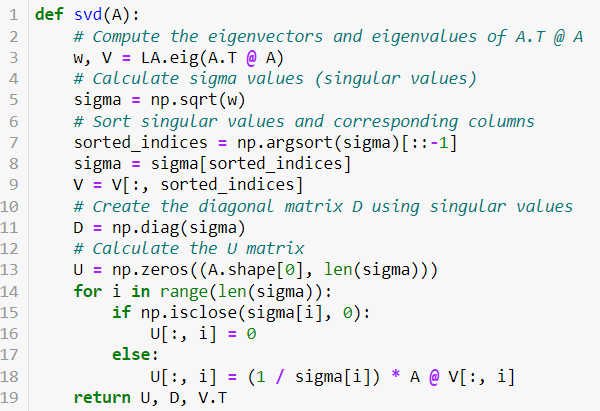 1 def svd(A):
2     # Compute the eigenvectors and eigenvalues of A.T @ A
3     w, V = LA.eig(A.T @ A)
4     # Calculate sigma values (singular values)
5     sigma = np.sqrt(w)
6     # Sort singular values and corresponding columns
7     sorted_indices = np.argsort(sigma)[::-1]
8     sigma = sigma[sorted_indices]
9     V = V[:, sorted_indices]
10     # Create the diagonal matrix D using singular values
11     D = np.diag(sigma)
12     # Calculate the U matrix
13     U = np.zeros((A.shape[0], len(sigma)))
14     for i in range(len(sigma)):
15         if np.isclose(sigma[i], 0):
16             U[:, i] = 0
17         else:
18             U[:, i] = (1 / sigma[i]) * A @ V[:, i]
19     return U, D, V.T